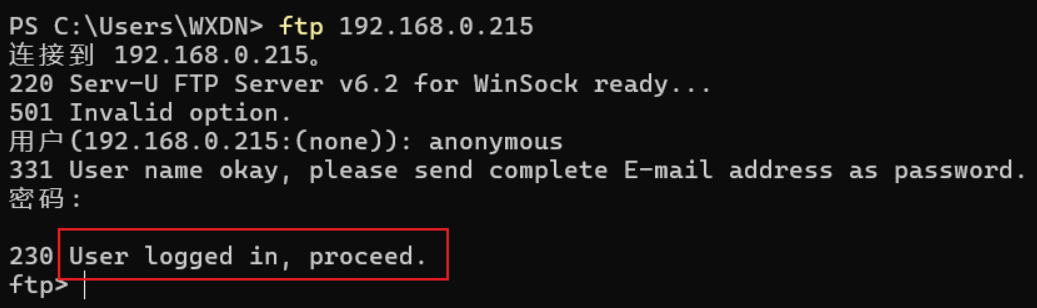 PS C:\Users\WXDN> ftp 192.168.0.215
连接到 192.168.0.215。
220 Serv-U FTP Server v6.2 for WinSock ready...
501 Invalid option.
用户(192.168.0.215:(none)): anonymous
331 User name okay, please send complete E-mail address as password.
密码:
230 User logged in, proceed.
ftp>